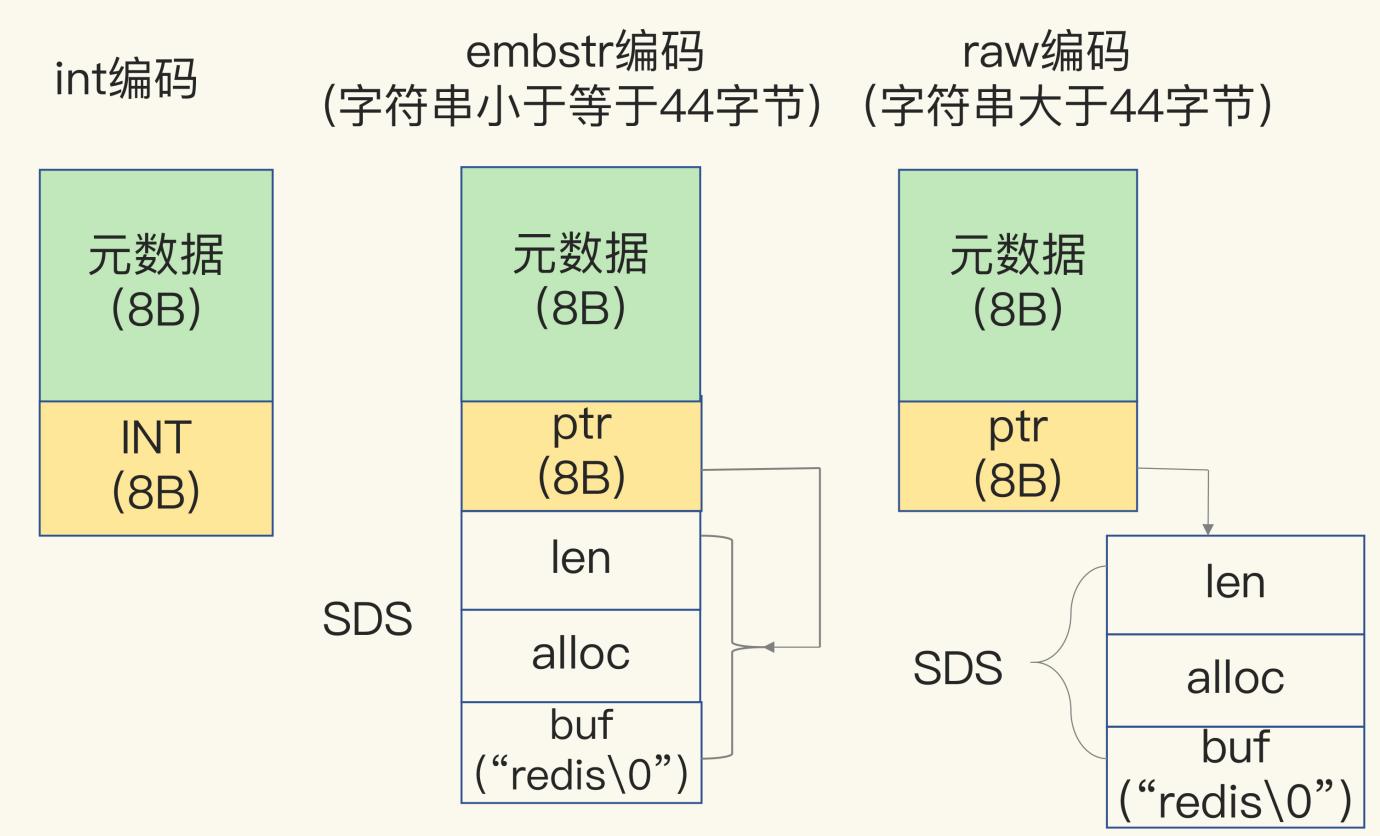 int编码
元数据
(8B)
INT
(8B)
embstr编码
(字符串小于等于44字节)
元数据
(8B)
ptr
(8B)
SDS
len
alloc
buf
(“redis\0”)
raw编码
(字符串大于44字节)
元数据
(8B)
ptr
(8B)
SDS
len
alloc
buf
(“redis\0”)